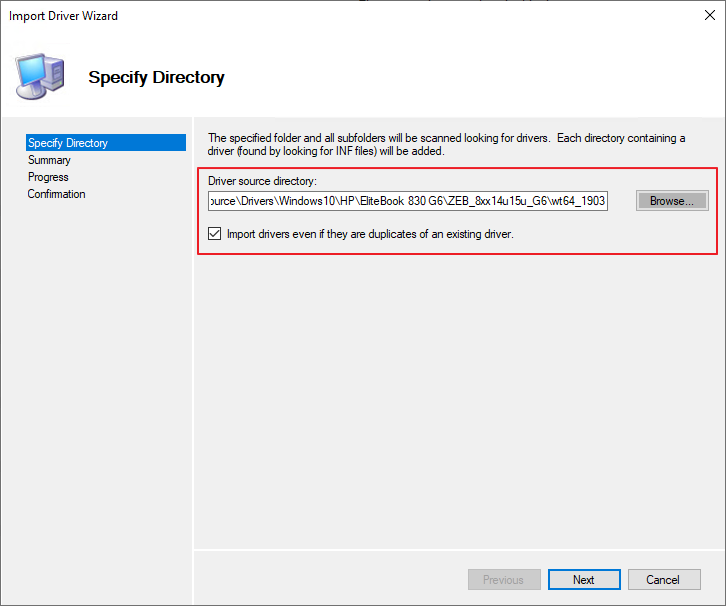 Import Driver Wizard
Specify Directory
Specify Directory
Summary
Progress
Confirmation
The specified folder and all subfolders will be scanned looking for drivers. Each directory containing a
driver (found by looking for INF files) will be added.
Driver source directory:
ource\Drivers\Windows10\HP\EliteBook 830 G6\ZEB_8xx14u15u_G6\wt64_1903
Browse...
Import drivers even if they are duplicates of an existing driver.
Previous
Next
Cancel